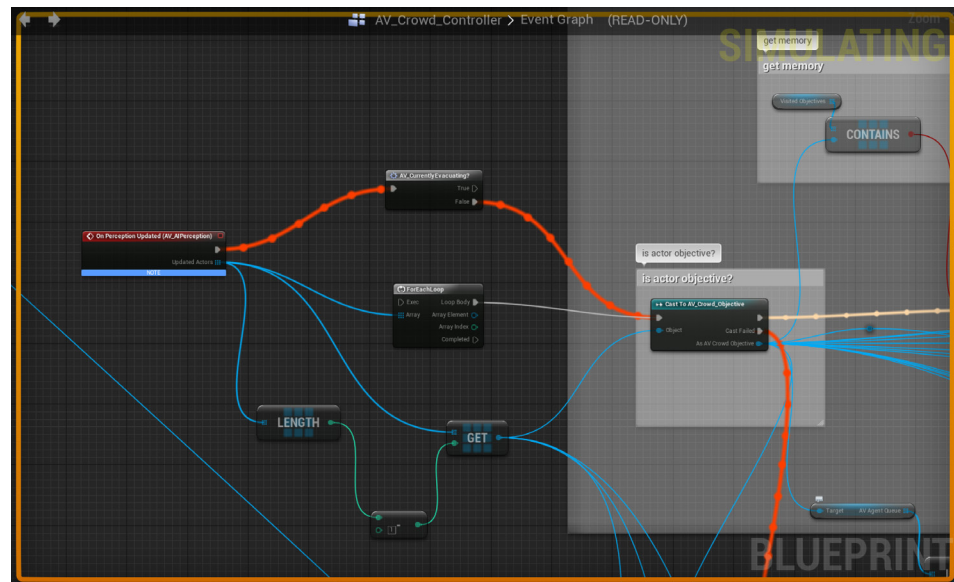 AV_Crowd_Controller > Event Graph (READ-ONLY)
Zoom
SIMULATING
get memory
get memory
Visited Objectives
CONTAINS
AV_CurrentlyEvacuating?
True
False
On Perception Updated (AV_AIPerception)
Updated Actors
NOTE
is actor objective?
is actor objective?
ForEachLoop
Exec Loop Body
Array Array Element
Array Index
Completed
Cast To AV_Crowd_Objective
Object Cast Failed
As AV Crowd Objective
LENGTH
GET
1
Target AV Agent Queue
BLUEPRINT